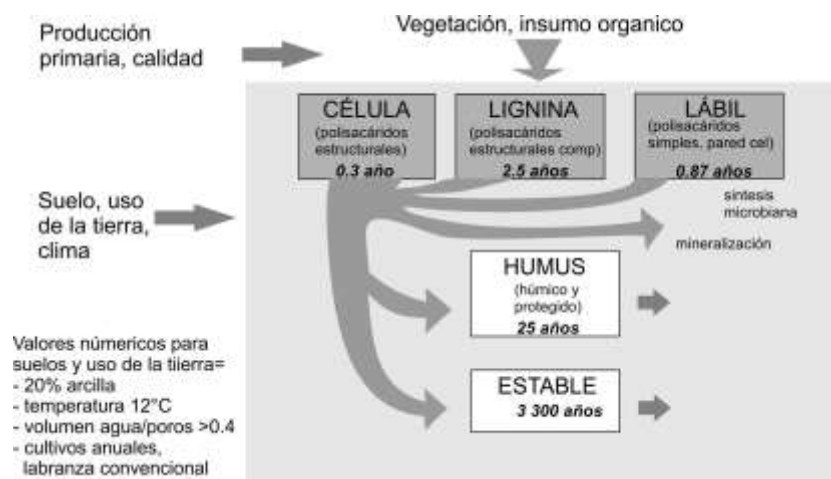 Producción
primaria, calidad
Vegetación, insumo organico
CÉLULA
(polisacáridos
estructurales)
0.3 año
LIGNINA
(polisacáridos
estructurales comp)
2.5 años
LÁBIL
(polisacáridos
simples, pared cel)
0.87 años
Suelo, uso
de la tierra,
clima
síntesis
microbiana
mineralización
HUMUS
(húmico y
protegido)
25 años
ESTABLE
3 300 años
Valores númericos para
suelos y uso de la tiierra=
- 20% arcilla
- temperatura 12°C
- volumen agua/poros >0.4
- cultivos anuales,
labranza convencional